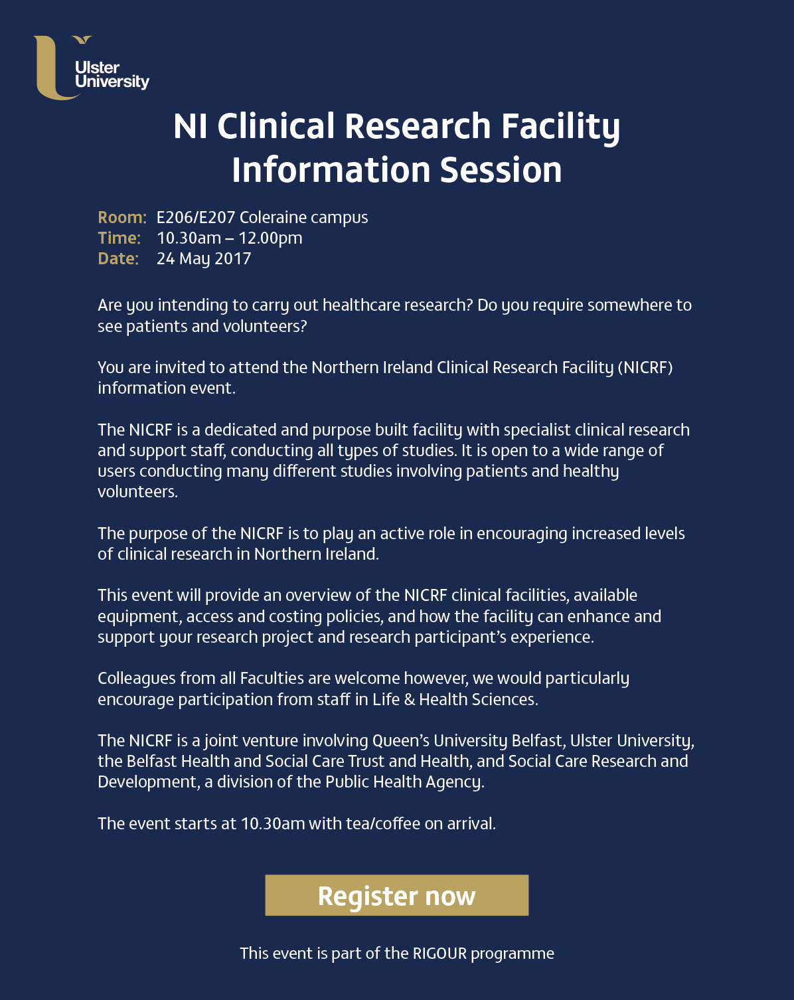 Ulster
University
NI Clinical Research Facility
Information Session
Room: E206/E207 Coleraine campus
Time: 10.30am – 12.00pm
Date: 24 May 2017
Are you intending to carry out healthcare research? Do you require somewhere to
see patients and volunteers?
You are invited to attend the Northern Ireland Clinical Research Facility (NICRF)
information event.
The NICRF is a dedicated and purpose built facility with specialist clinical research
and support staff, conducting all types of studies. It is open to a wide range of
users conducting many different studies involving patients and healthy
volunteers.
The purpose of the NICRF is to play an active role in encouraging increased levels
of clinical research in Northern Ireland.
This event will provide an overview of the NICRF clinical facilities, available
equipment, access and costing policies, and how the facility can enhance and
support your research project and research participant’s experience.
Colleagues from all Faculties are welcome however, we would particularly
encourage participation from staff in Life & Health Sciences.
The NICRF is a joint venture involving Queen’s University Belfast, Ulster University,
the Belfast Health and Social Care Trust and Health, and Social Care Research and
Development, a division of the Public Health Agency.
The event starts at 10.30am with tea/coffee on arrival.
Register now
This event is part of the RIGOUR programme